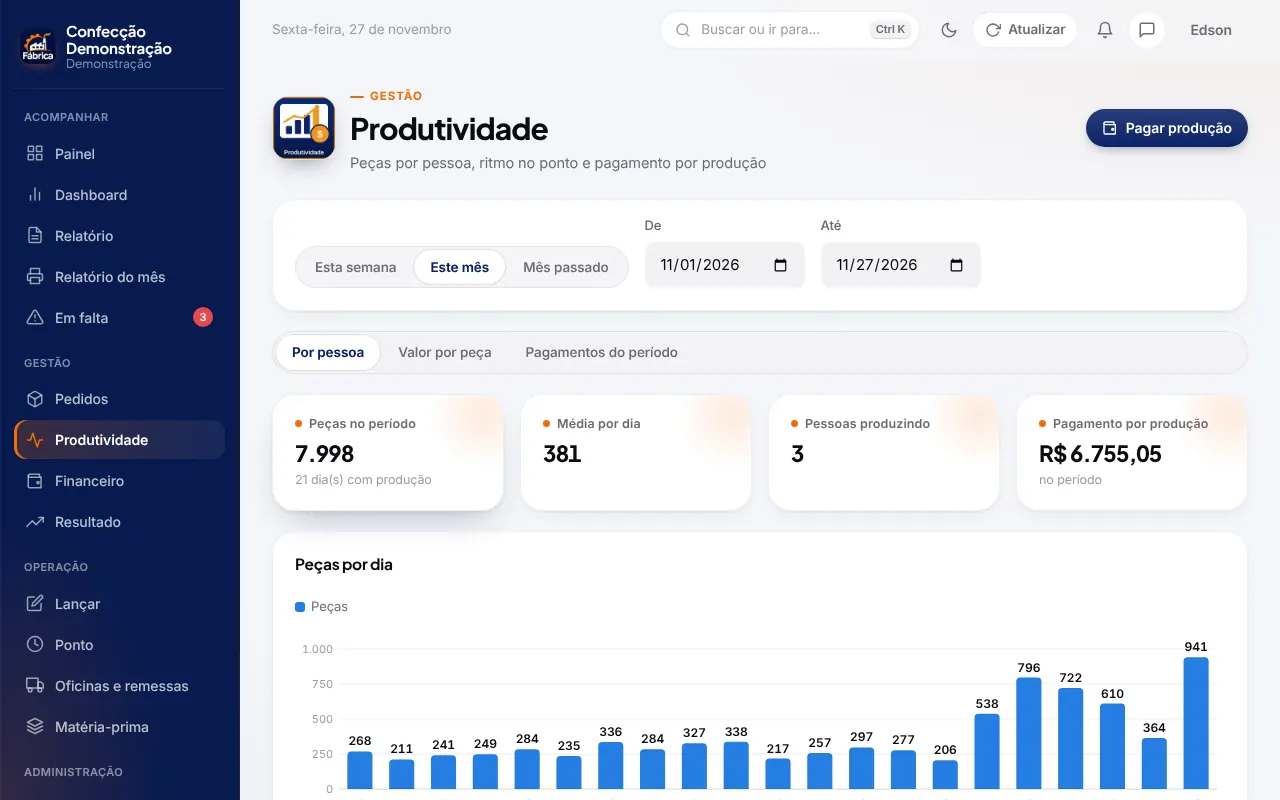 Fábrica
Confecção
Demonstração
Demonstração
ACOMPANHAR
Painel
Dashboard
Relatório
Relatório do mês
Em falta
3
GESTÃO
Pedidos
Produtividade
Financeiro
Resultado
OPERAÇÃO
Lançar
Ponto
Oficinas e remessas
Matéria-prima
ADMINISTRAÇÃO
Sexta-feira, 27 de novembro
Buscar ou ir para...
Ctrl K
Atualizar
Edson
Produtividade
$
GESTÃO
Produtividade
Peças por pessoa, ritmo no ponto e pagamento por produção
Pagar produção
Esta semana
Este mês
Mês passado
De
11/01/2026
Até
11/27/2026
Por pessoa
Valor por peça
Pagamentos do período
Peças no período
7.998
21 dia(s) com produção
Média por dia
381
Pessoas produzindo
3
Pagamento por produção
R$ 6.755,05
no período
Peças por dia
Peças
1.000
750
500
250
0
268
211
241
249
284
235
336
284
327
338
217
257
297
277
206
538
796
722
610
364
941